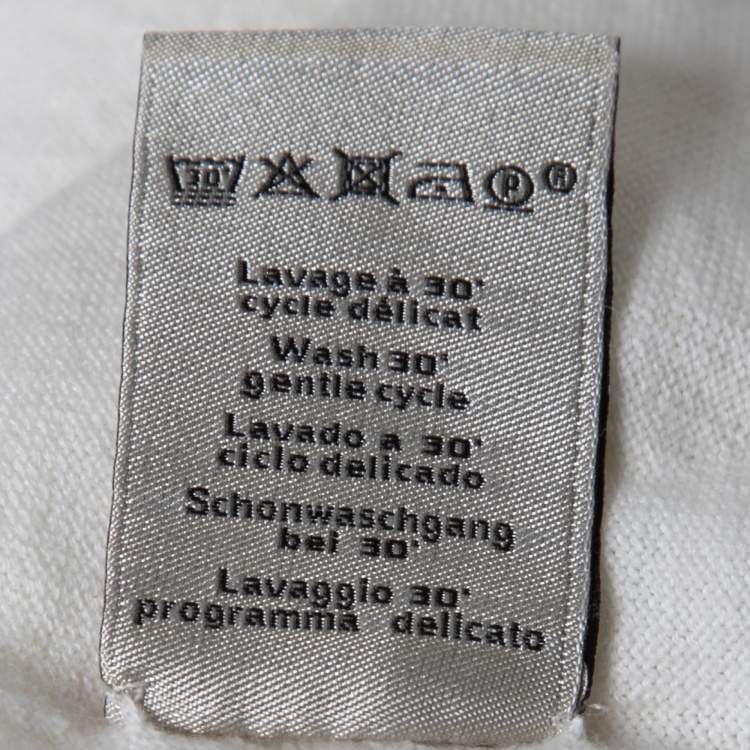 30° P ®
Lavage à 30°
cycle délicat
Wash 30°
gentle cycle
Lavado a 30°
ciclo delicado
Schonwaschgang
bei 30°
Lavaggio 30°
programma delicato